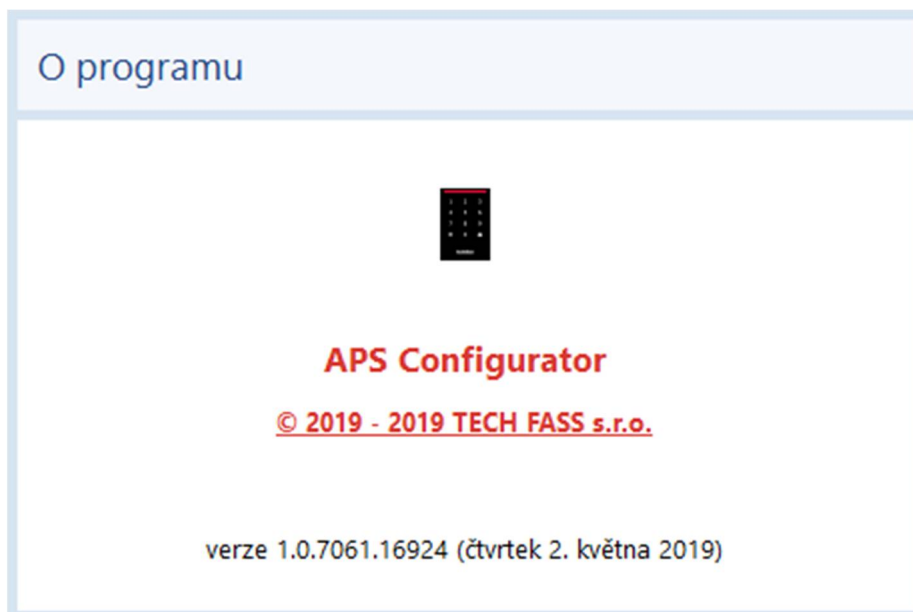 O programu
APS Configurator
© 2019 - 2019 TECH FASS s.r.o.
verze 1.0.7061.16924 (čtvrtek 2. května 2019)